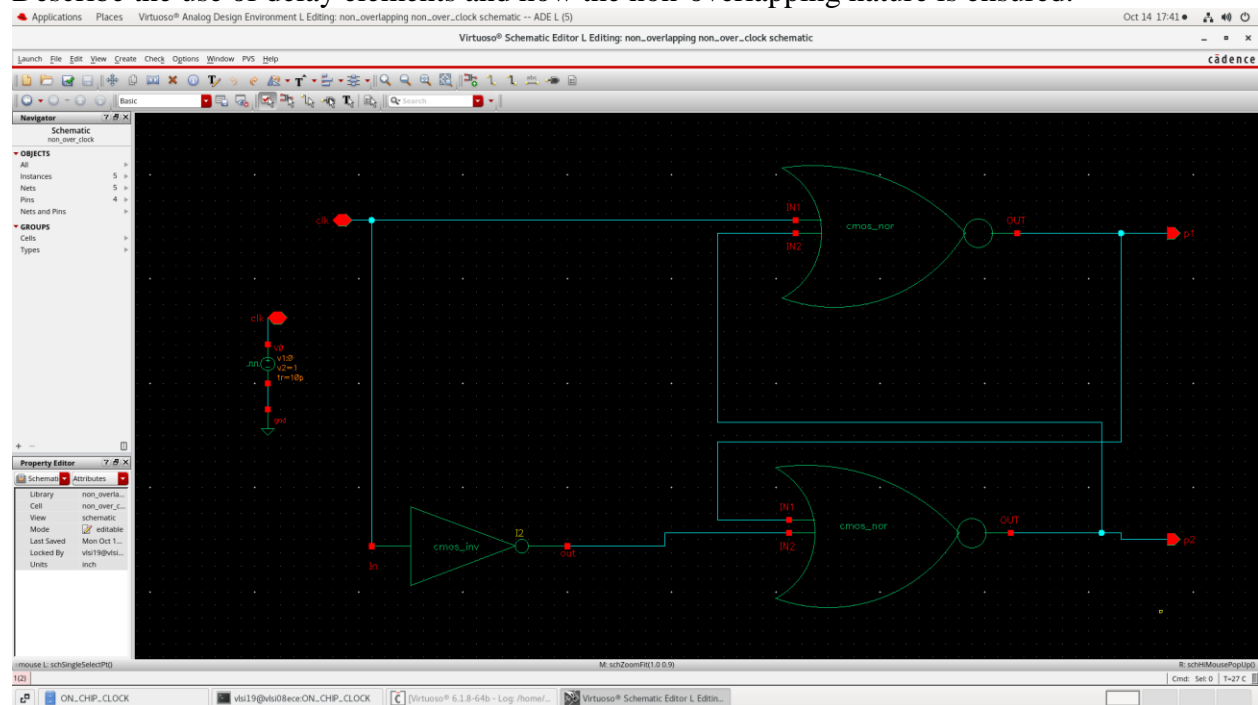 Describe the use of delay elements and how the non-overlapping nature is ensured.
Applications Places Virtuoso® Analog Design Environment L Editing: non_overlapping non_over_clock schematic -- ADE L (5) Oct 14 17:41
Virtuoso® Schematic Editor L Editing: non_overlapping non_over_clock schematic
Launch File Edit View Create Check Options Window PVS Help cādence
Basic
Search
Navigator
Schematic
non_over_clock
OBJECTS
All
Instances 5
Nets 5
Pins 4
Nets and Pins
GROUPS
Cells
Types
Property Editor
Schemati Attributes
Library non_overla...
Cell non_over_c...
View schematic
Mode editable
Last Saved Mon Oct 1...
Locked By vlsi19@vlsi...
Units inch
clk
IN1
IN2
cmos_nor
OUT
p1
clk
v0
v1:0
v2=1
tr=10p
gnd
In
cmos_inv
I2
out
IN1
IN2
cmos_nor
OUT
p2
mouse L: schSingleSelectPt() M: schZoomFit(1.0 0.9) R: schHiMousePopUp()
1(2) Cmd: Sel: 0 T=27 C
ON_CHIP_CLOCK vlsi19@vlsi08ece:ON_CHIP_CLOCK [Virtuoso® 6.1.8-64b - Log: /home/... Virtuoso® Schematic Editor L Editin...